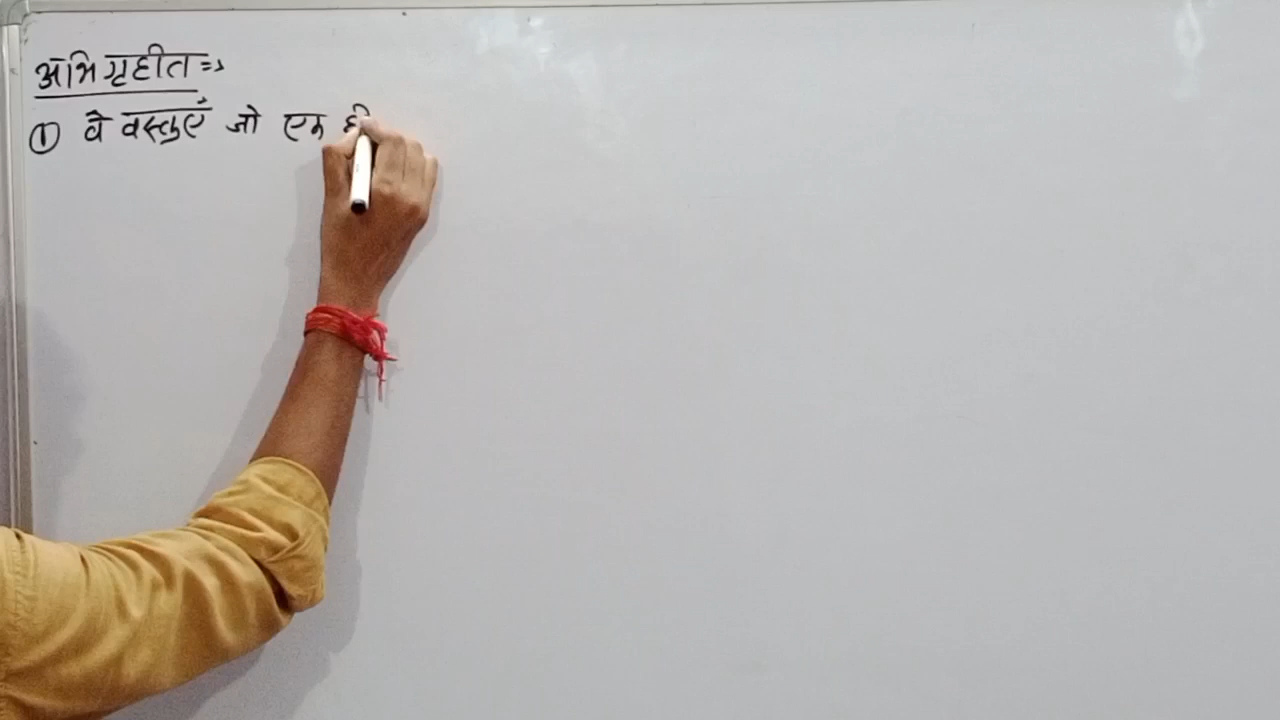 अभिगृहीत =>
① वे वस्तुएं जो एक ही